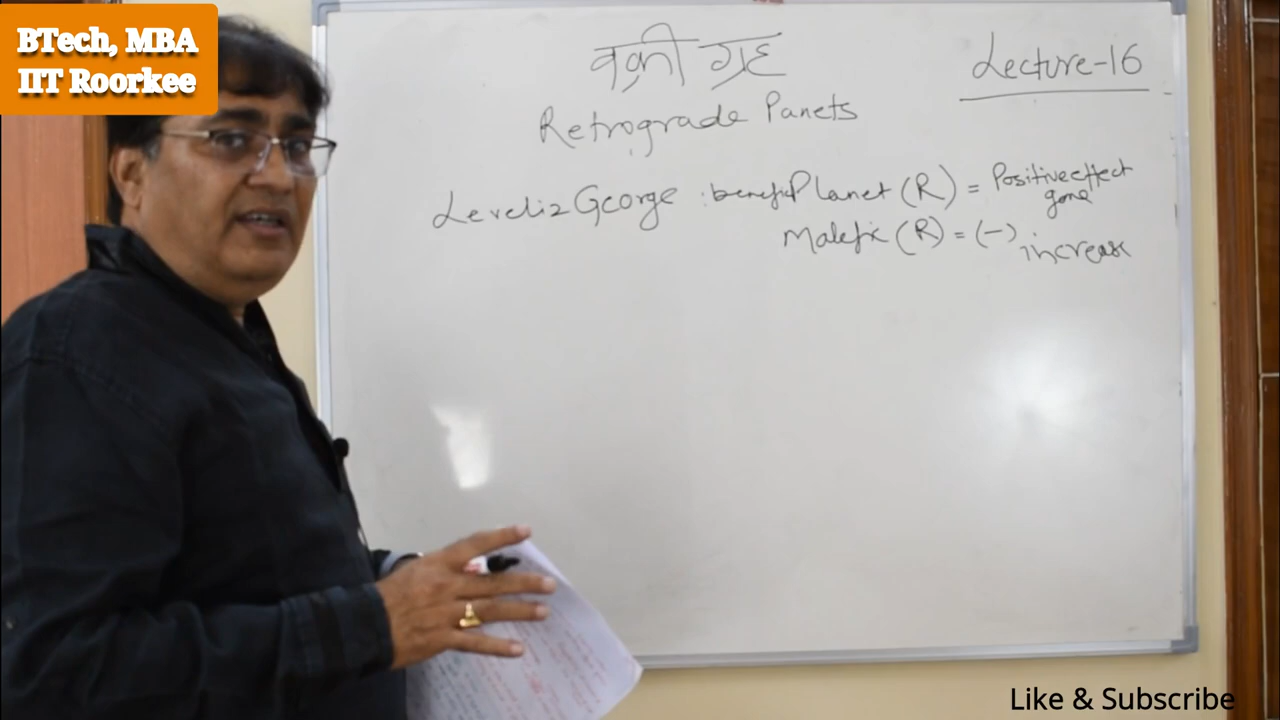 BTech, MBA
IIT Roorkee
वक्री ग्रह
Lecture-16
Retrograde Panets
Leveliz George : benefic Planet (R) = Positive effect
gone
Malefic (R) = (-)
increase
Like & Subscribe